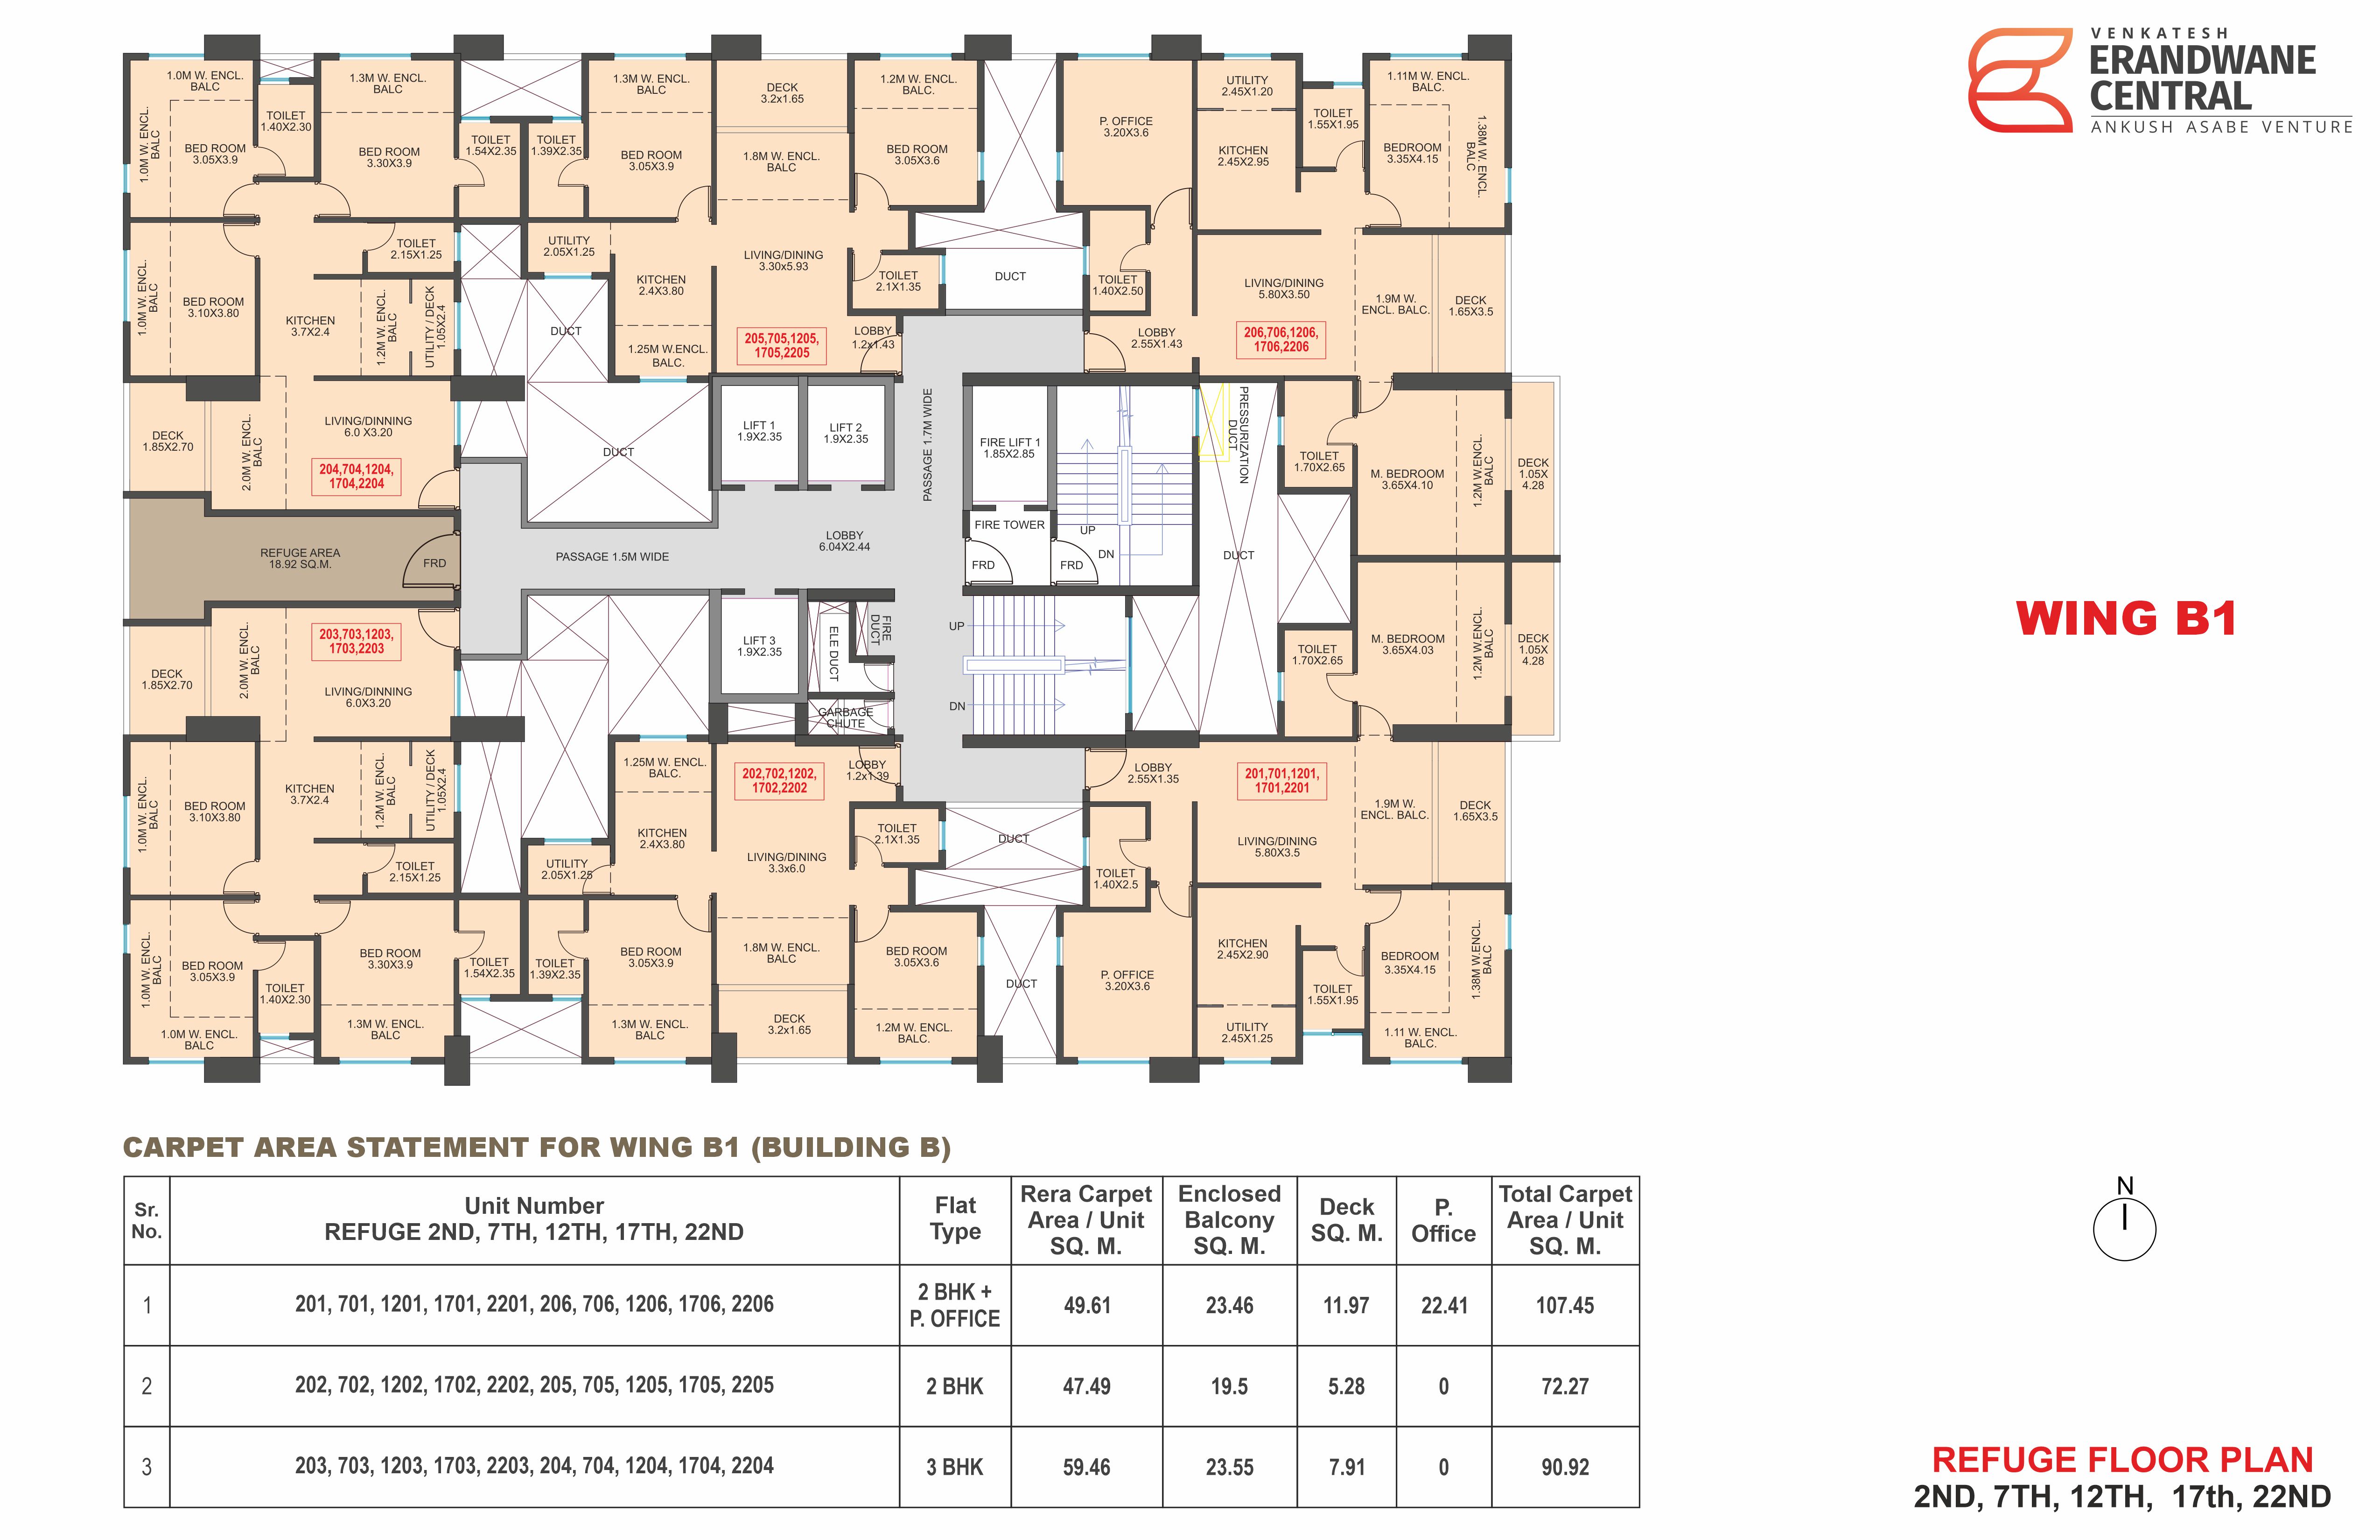 VENKATESH
ERANDWANE
CENTRAL
ANKUSH ASABE VENTURE
1.0M W. ENCL.
BALC
1.0M W. ENCL.
BALC
BED ROOM
3.05X3.9
TOILET
1.40X2.30
1.3M W. ENCL.
BALC
BED ROOM
3.30X3.9
TOILET
1.54X2.35
TOILET
1.39X2.35
1.3M W. ENCL.
BALC
BED ROOM
3.05X3.9
DECK
3.2x1.65
1.8M W. ENCL.
BALC
1.2M W. ENCL.
BALC.
BED ROOM
3.05X3.6
P. OFFICE
3.20X3.6
UTILITY
2.45X1.20
KITCHEN
2.45X2.95
TOILET
1.55X1.95
1.11M W. ENCL.
BALC.
BEDROOM
3.35X4.15
1.38M W. ENCL.
BALC
1.0M W. ENCL.
BALC
BED ROOM
3.10X3.80
TOILET
2.15X1.25
KITCHEN
3.7X2.4
1.2M W. ENCL.
BALC
UTILITY / DECK
1.05X2.4
UTILITY
2.05X1.25
DUCT
KITCHEN
2.4X3.80
1.25M W.ENCL.
BALC.
LIVING/DINING
3.30x5.93
205,705,1205,
1705,2205
TOILET
2.1X1.35
LOBBY
1.2x1.43
DUCT
TOILET
1.40X2.50
LOBBY
2.55X1.43
LIVING/DINING
5.80X3.50
206,706,1206,
1706,2206
1.9M W.
ENCL. BALC.
DECK
1.65X3.5
DECK
1.85X2.70
2.0M W. ENCL.
BALC
LIVING/DINNING
6.0 X3.20
204,704,1204,
1704,2204
DUCT
LIFT 1
1.9X2.35
LIFT 2
1.9X2.35
PASSAGE 1.7M WIDE
FIRE LIFT 1
1.85X2.85
FIRE TOWER
FRD
FRD
UP
DN
PRESSURIZATION
DUCT
TOILET
1.70X2.65
M. BEDROOM
3.65X4.10
1.2M W.ENCL.
BALC
DECK
1.05X
4.28
REFUGE AREA
18.92 SQ.M.
FRD
PASSAGE 1.5M WIDE
LOBBY
6.04X2.44
DUCT
WING B1
DECK
1.85X2.70
2.0M W. ENCL.
BALC
203,703,1203,
1703,2203
LIVING/DINNING
6.0X3.20
LIFT 3
1.9X2.35
ELE DUCT
FIRE
DUCT
GARBAGE
CHUTE
UP
DN
TOILET
1.70X2.65
M. BEDROOM
3.65X4.03
1.2M W.ENCL.
BALC
DECK
1.05X
4.28
1.0M W. ENCL.
BALC
BED ROOM
3.10X3.80
KITCHEN
3.7X2.4
1.2M W. ENCL.
BALC
UTILITY / DECK
1.05X2.4
TOILET
2.15X1.25
1.25M W. ENCL.
BALC.
KITCHEN
2.4X3.80
UTILITY
2.05X1.25
202,702,1202,
1702,2202
LIVING/DINING
3.3x6.0
LOBBY
1.2x1.39
TOILET
2.1X1.35
DUCT
LOBBY
2.55X1.35
TOILET
1.40X2.5
201,701,1201,
1701,2201
LIVING/DINING
5.80X3.5
1.9M W.
ENCL. BALC.
DECK
1.65X3.5
1.0M W. ENCL.
BALC
BED ROOM
3.05X3.9
1.0M W. ENCL.
BALC
TOILET
1.40X2.30
BED ROOM
3.30X3.9
1.3M W. ENCL.
BALC
TOILET
1.54X2.35
TOILET
1.39X2.35
BED ROOM
3.05X3.9
1.3M W. ENCL.
BALC
1.8M W. ENCL.
BALC
DECK
3.2x1.65
BED ROOM
3.05X3.6
1.2M W. ENCL.
BALC.
DUCT
P. OFFICE
3.20X3.6
KITCHEN
2.45X2.90
UTILITY
2.45X1.25
TOILET
1.55X1.95
BEDROOM
3.35X4.15
1.38M W.ENCL.
BALC
1.11 W. ENCL.
BALC.
CARPET AREA STATEMENT FOR WING B1 (BUILDING B)
Sr. No. Unit Number REFUGE 2ND, 7TH, 12TH, 17TH, 22ND Flat Type Rera Carpet Area / Unit SQ. M. Enclosed Balcony SQ. M. Deck SQ. M. P. Office Total Carpet Area / Unit SQ. M.
1 201, 701, 1201, 1701, 2201, 206, 706, 1206, 1706, 2206 2 BHK + P. OFFICE 49.61 23.46 11.97 22.41 107.45
2 202, 702, 1202, 1702, 2202, 205, 705, 1205, 1705, 2205 2 BHK 47.49 19.5 5.28 0 72.27
3 203, 703, 1203, 1703, 2203, 204, 704, 1204, 1704, 2204 3 BHK 59.46 23.55 7.91 0 90.92
N
REFUGE FLOOR PLAN
2ND, 7TH, 12TH, 17th, 22ND